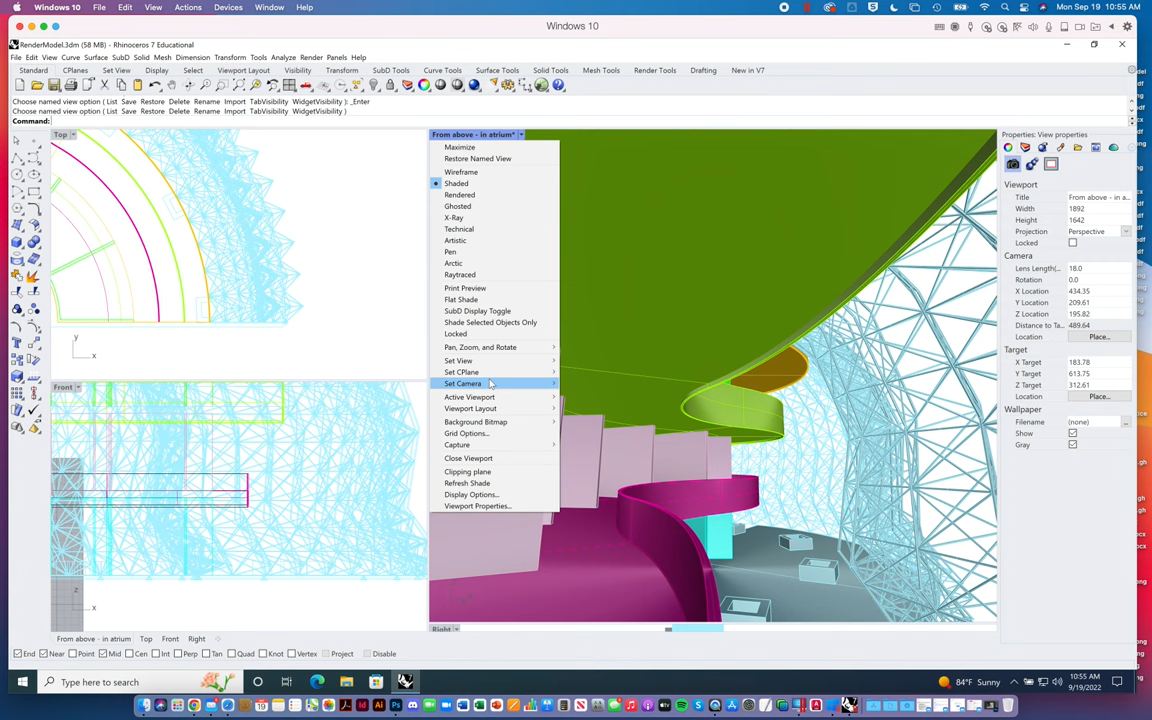 Windows 10 File Edit View Actions Devices Window Help Mon Sep 19 10:55 AM
Windows 10
RenderModel.3dm (58 MB) - Rhinoceros 7 Educational
File Edit View Curve Surface SubD Solid Mesh Dimension Transform Tools Analyze Render Panels Help
Standard CPlanes Set View Display Select Viewport Layout Visibility Transform SubD Tools Curve Tools Surface Tools Solid Tools Mesh Tools Render Tools Drafting New in V7
Choose named view option ( List Save Restore Delete Rename Import TabVisibility WidgetVisibility ): _Enter
Choose named view option ( List Save Restore Delete Rename Import TabVisibility WidgetVisibility )
Command:
Top
From above - in atrium*
Maximize
Restore Named View
Wireframe
Shaded
Rendered
Ghosted
X-Ray
Technical
Artistic
Pen
Arctic
Raytraced
Print Preview
Flat Shade
SubD Display Toggle
Shade Selected Objects Only
Locked
Pan, Zoom, and Rotate
Set View
Set CPlane
Set Camera
Active Viewport
Viewport Layout
Background Bitmap
Grid Options...
Capture
Close Viewport
Clipping plane
Refresh Shade
Display Options...
Viewport Properties...
y
x
Front
z
x
Right
Properties: View properties
Viewport
Title From above - in a...
Width 1892
Height 1642
Projection Perspective
Locked
Camera
Lens Length(... 18.0
Rotation 0.0
X Location 434.35
Y Location 209.61
Z Location 195.82
Distance to Ta... 489.64
Location Place...
Target
X Target 183.78
Y Target 613.75
Z Target 312.61
Location Place...
Wallpaper
Filename (none) ...
Show
Gray
From above - in atrium Top Front Right
End Near Point Mid Cen Int Perp Tan Quad Knot Vertex Project Disable
Type here to search
84°F Sunny
10:55 AM
9/19/2022